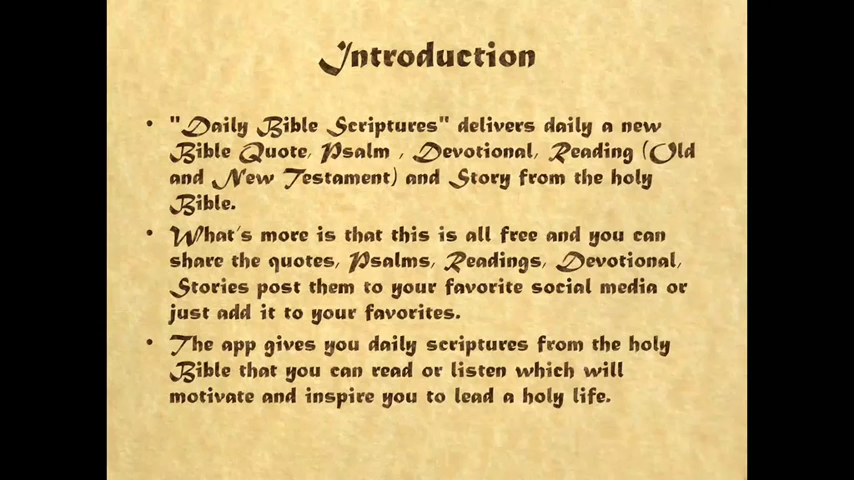 Introduction
• "Daily Bible Scriptures" delivers daily a new
Bible Quote, Psalm , Devotional, Reading (Old
and New Testament) and Story from the holy
Bible.
• What's more is that this is all free and you can
share the quotes, Psalms, Readings, Devotional,
Stories post them to your favorite social media or
just add it to your favorites.
• The app gives you daily scriptures from the holy
Bible that you can read or listen which will
motivate and inspire you to lead a holy life.